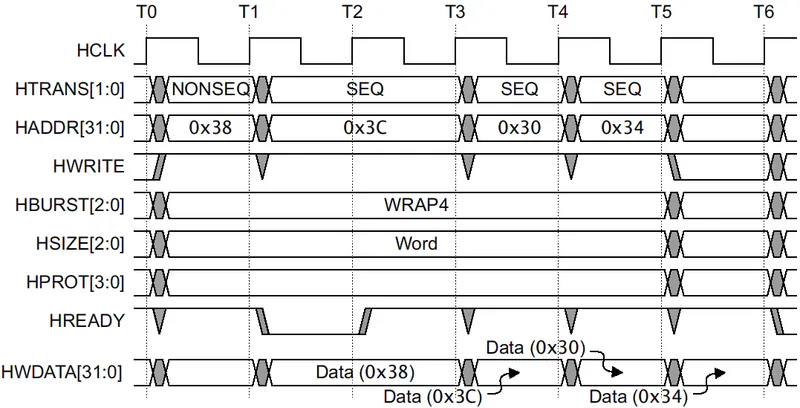 T0 T1 T2 T3 T4 T5 T6
HCLK
HTRANS[1:0] NONSEQ SEQ SEQ SEQ
HADDR[31:0] 0x38 0x3C 0x30 0x34
HWRITE
HBURST[2:0] WRAP4
HSIZE[2:0] Word
HPROT[3:0]
HREADY
Data (0x30)
HWDATA[31:0] Data (0x38)
Data (0x3C) Data (0x34)